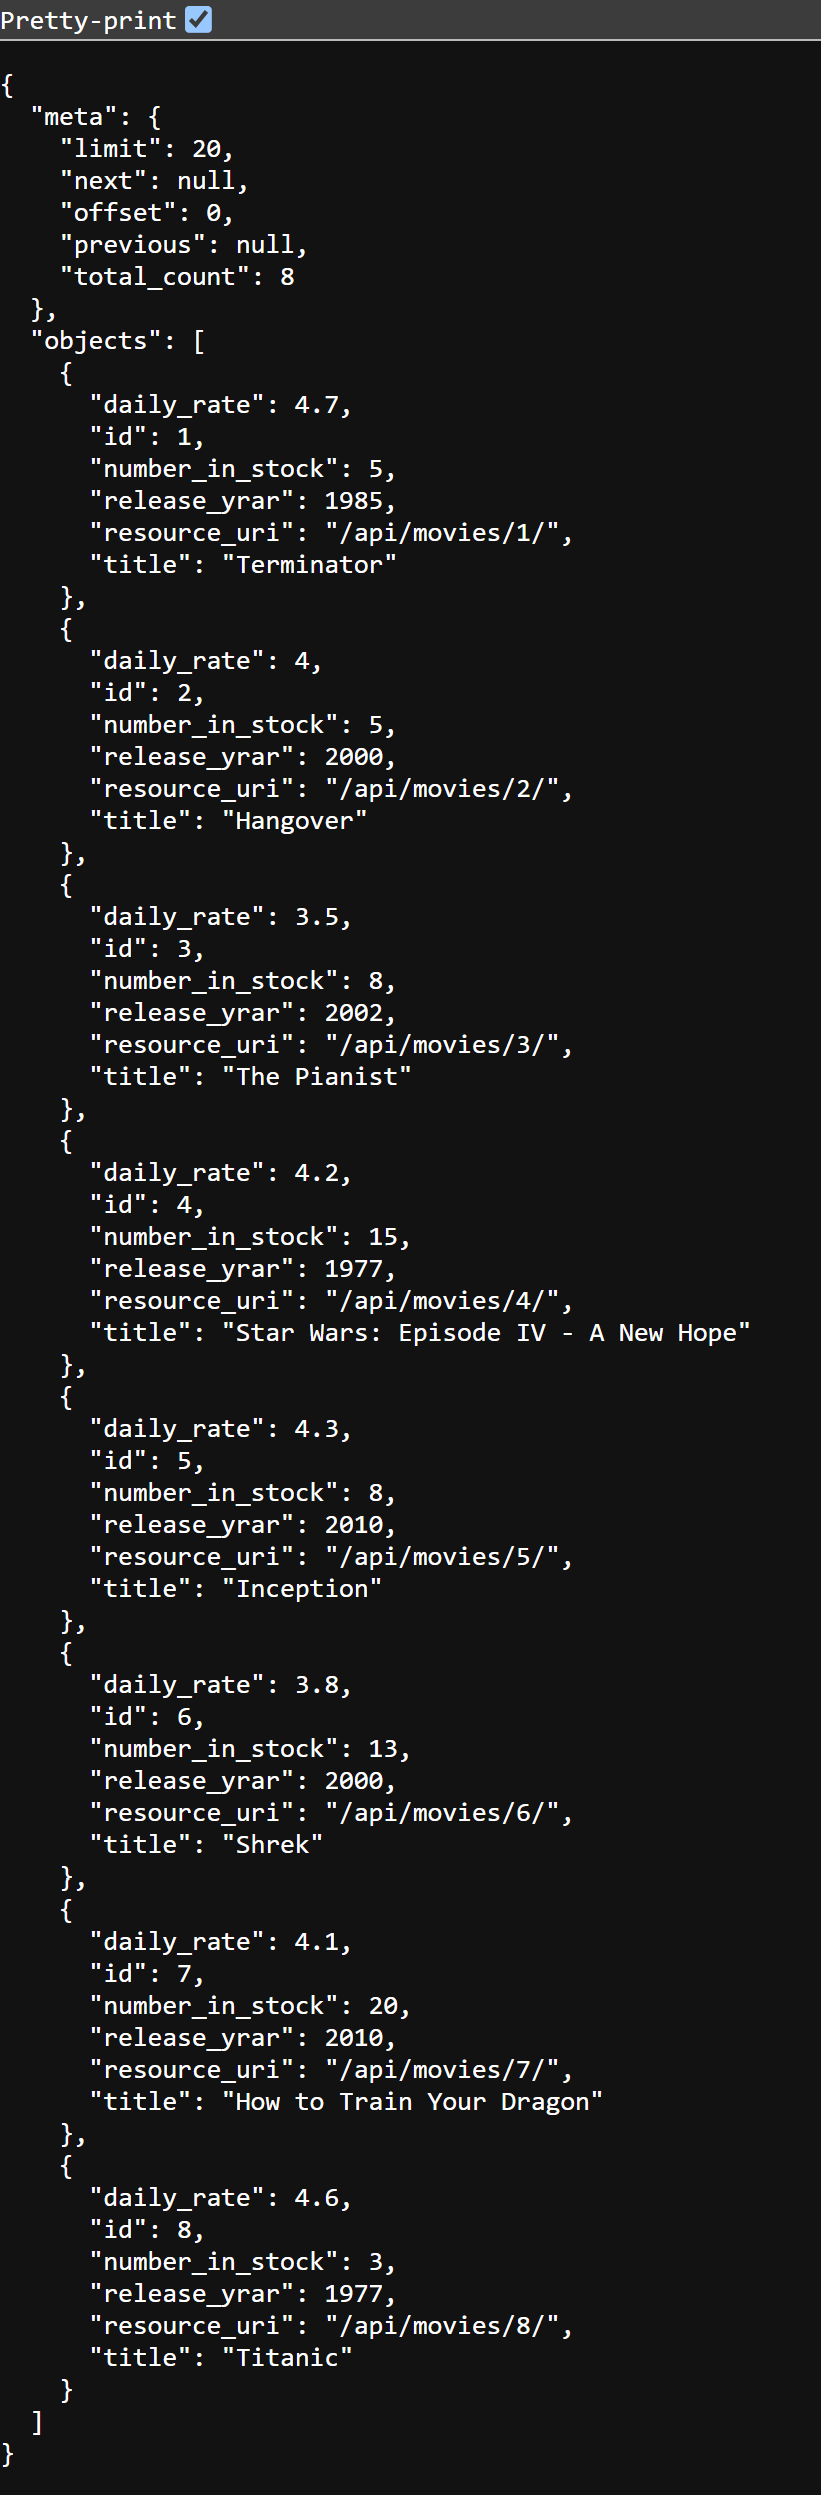 Pretty-print
{
  "meta": {
    "limit": 20,
    "next": null,
    "offset": 0,
    "previous": null,
    "total_count": 8
  },
  "objects": [
    {
      "daily_rate": 4.7,
      "id": 1,
      "number_in_stock": 5,
      "release_yrar": 1985,
      "resource_uri": "/api/movies/1/",
      "title": "Terminator"
    },
    {
      "daily_rate": 4,
      "id": 2,
      "number_in_stock": 5,
      "release_yrar": 2000,
      "resource_uri": "/api/movies/2/",
      "title": "Hangover"
    },
    {
      "daily_rate": 3.5,
      "id": 3,
      "number_in_stock": 8,
      "release_yrar": 2002,
      "resource_uri": "/api/movies/3/",
      "title": "The Pianist"
    },
    {
      "daily_rate": 4.2,
      "id": 4,
      "number_in_stock": 15,
      "release_yrar": 1977,
      "resource_uri": "/api/movies/4/",
      "title": "Star Wars: Episode IV - A New Hope"
    },
    {
      "daily_rate": 4.3,
      "id": 5,
      "number_in_stock": 8,
      "release_yrar": 2010,
      "resource_uri": "/api/movies/5/",
      "title": "Inception"
    },
    {
      "daily_rate": 3.8,
      "id": 6,
      "number_in_stock": 13,
      "release_yrar": 2000,
      "resource_uri": "/api/movies/6/",
      "title": "Shrek"
    },
    {
      "daily_rate": 4.1,
      "id": 7,
      "number_in_stock": 20,
      "release_yrar": 2010,
      "resource_uri": "/api/movies/7/",
      "title": "How to Train Your Dragon"
    },
    {
      "daily_rate": 4.6,
      "id": 8,
      "number_in_stock": 3,
      "release_yrar": 1977,
      "resource_uri": "/api/movies/8/",
      "title": "Titanic"
    }
  ]
}